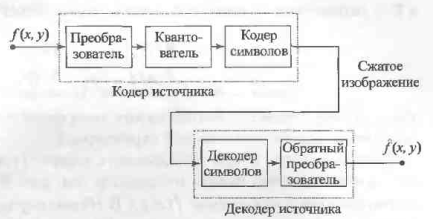 f(x, y)
Преобра-
зователь
Кванто-
ватель
Кодер
символов
Кодер источника
Сжатое
изображение
Декодер
символов
Обратный
преобра-
зователь
f̂(x, y)
Декодер источника